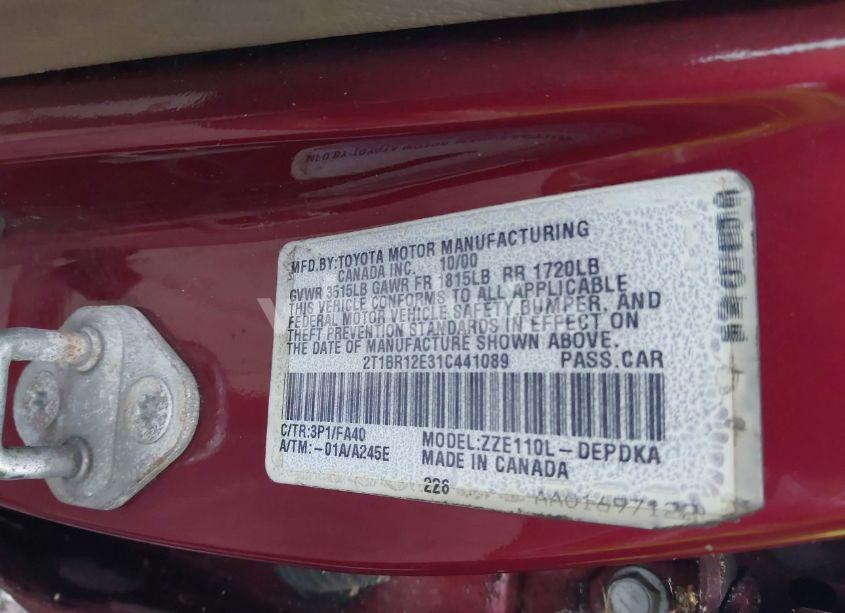 MFD.BY:TOYOTA MOTOR MANUFACTURING
CANADA INC. 10/00
GVWR 3515LB GAWR FR 1815LB RR 1720LB
THIS VEHICLE CONFORMS TO ALL APPLICABLE
FEDERAL MOTOR VEHICLE SAFETY, BUMPER, AND
THEFT PREVENTION STANDARDS IN EFFECT ON
THE DATE OF MANUFACTURE SHOWN ABOVE.
2T1BR12E31C441089 PASS.CAR
C/TR:3P1/FA40 MODEL:ZZE110L-DEPDKA
A/TM:-01A/A245E MADE IN CANADA
226